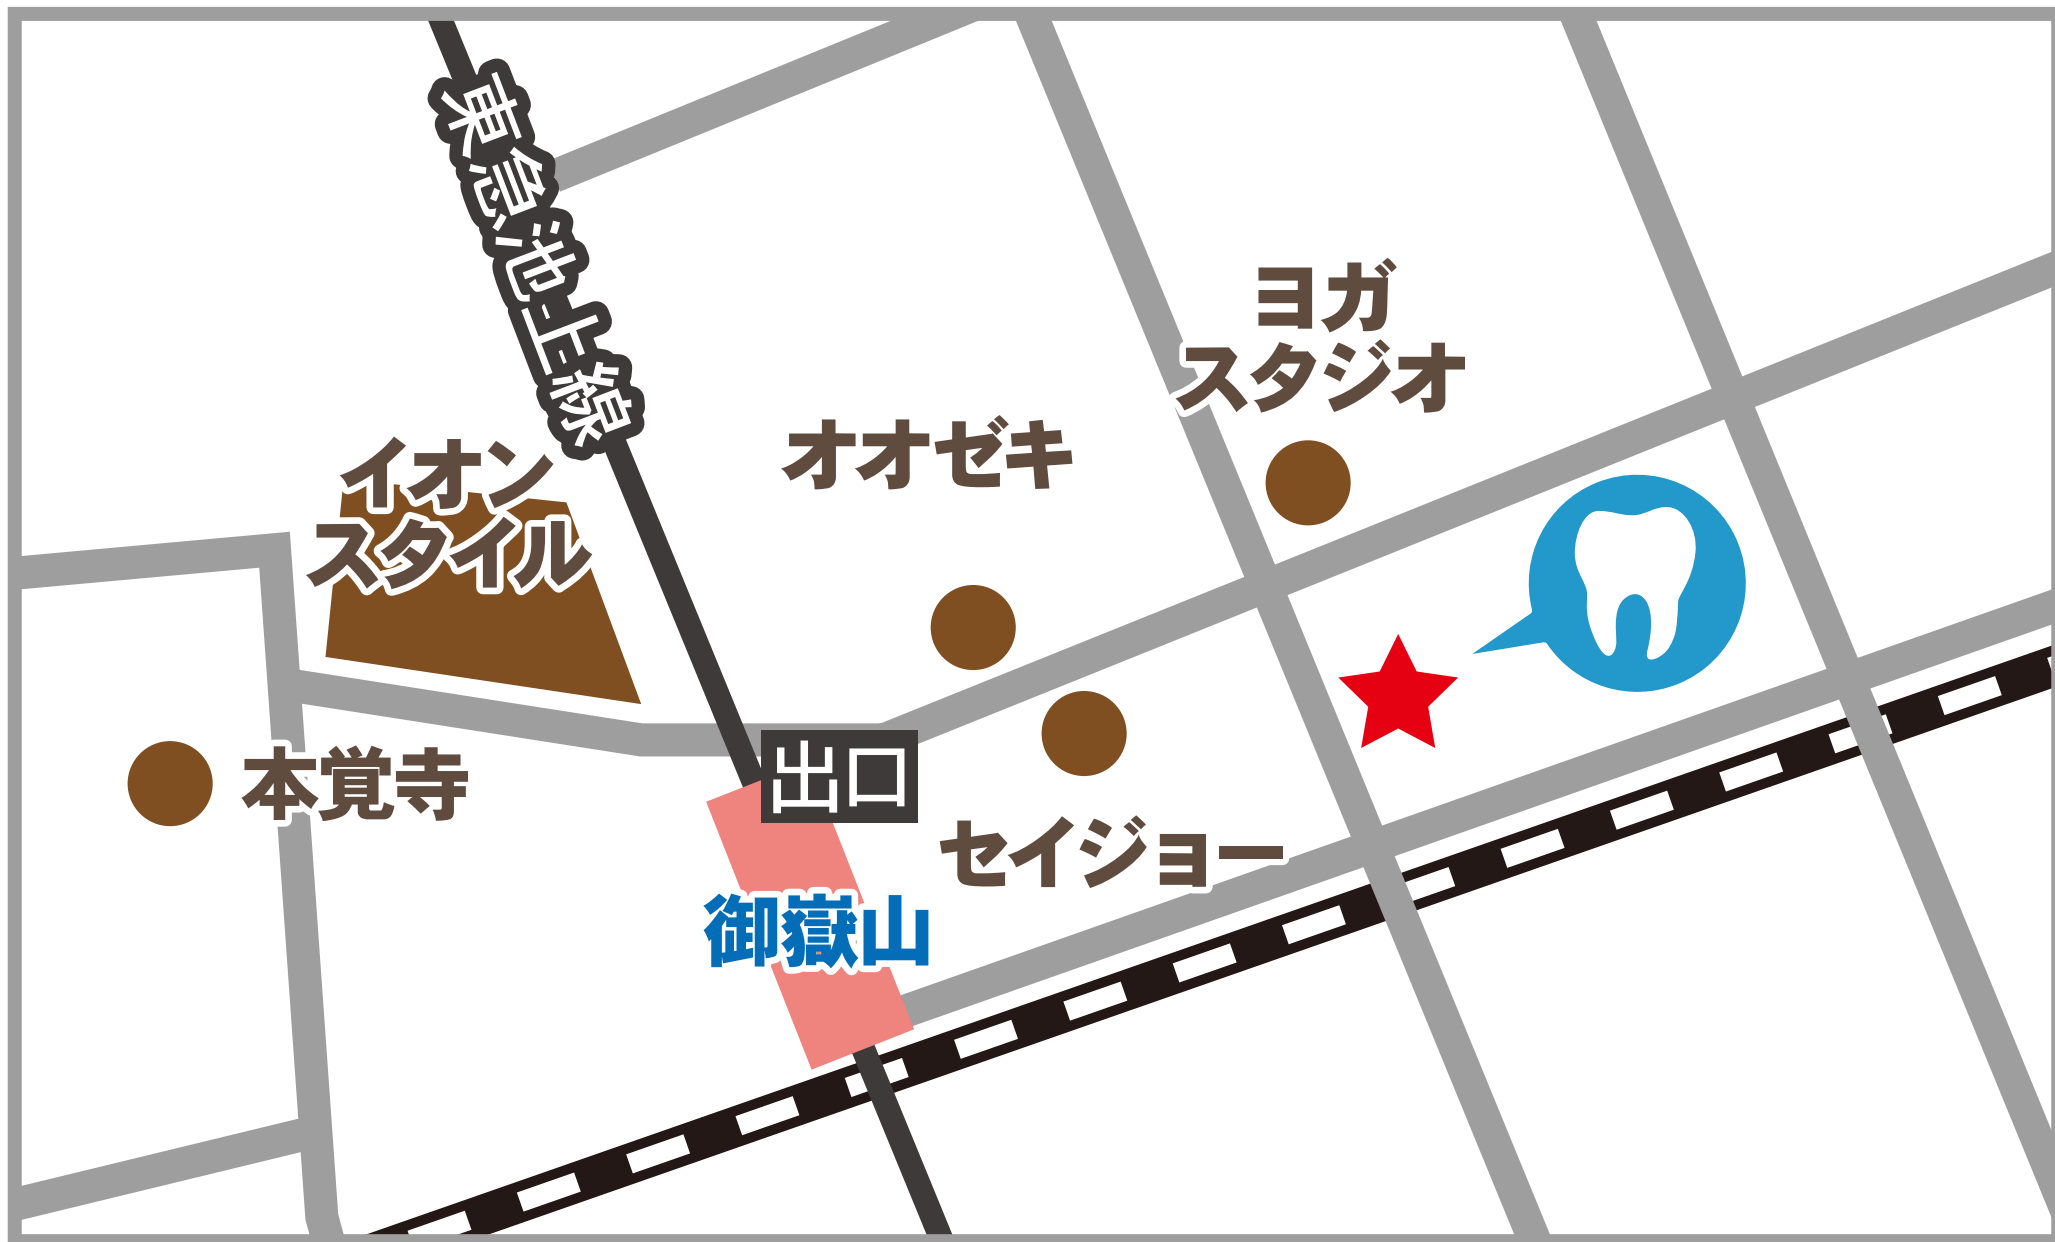 東急池上線
ヨガ
スタジオ
オオゼキ
イオン
スタイル
出口
本覚寺
セイジョー
御嶽山